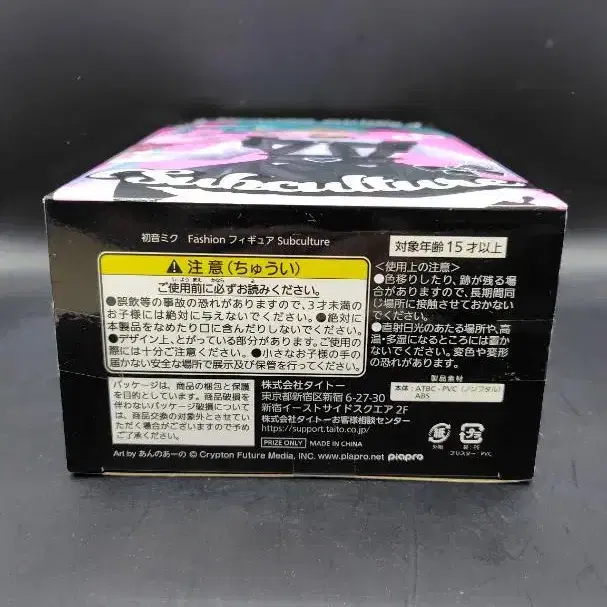 Subculture
初音ミク Fashion フィギュア Subculture
対象年齢15才以上
注意(ちゅうい)
ご使用前に必ずお読みください。
●誤飲等の事故の恐れがありますので、3才未満の
お子様には絶対に与えないでください。●絶対に
本製品をなめたり口に含んだりしないでください。
●デザイン上、とがっている部分があります。ご使用の
際には十分ご注意ください。●小さなお子様の手の
届かない安全な場所で展示及び保管を行ってください。
<使用上の注意>
●色移りしたり、跡が残る場
合がありますので、長期間同
じ場所に接触させておかない
でください。
●直射日光のあたる場所や、高
温・多湿になるところには置か
ないでください。変色や変形
の恐れがあります。
製品素材
本体:ATBC-PVC(ノンフタル)
ABS
パッケージは、商品の梱包と保護
を目的としています。商品破損を
伴わないパッケージ破損について
は、商品交換の対象外とさせてい
ただく場合がございますので予め
ご了承ください。
株式会社タイトー
東京都新宿区新宿 6-27-30
新宿イーストサイドスクエア 2F
株式会社タイトーお客様相談センター
https://support.taito.co.jp/
PRIZE ONLY MADE IN CHINA
Art by あんのあーの © Crypton Future Media, INC. www.piapro.net piapro
紙
外箱
プラ
袋:PE
ブリスター:PVC